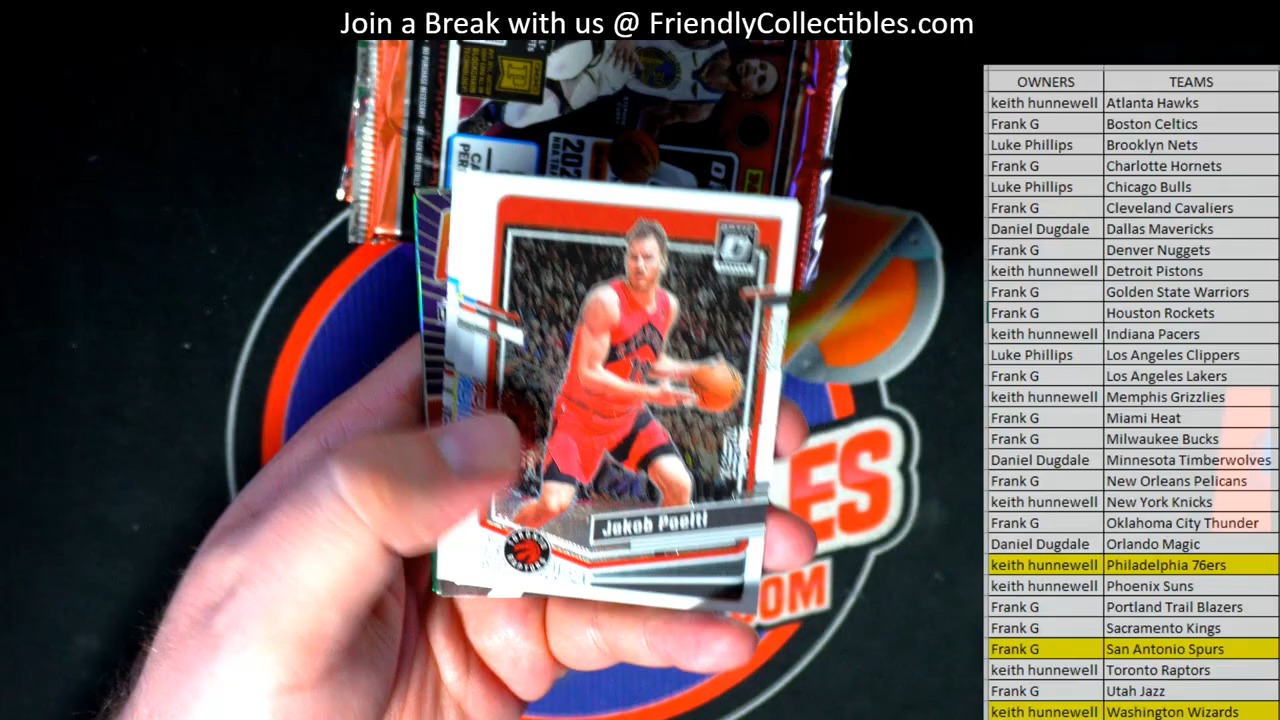 Join a Break with us @ FriendlyCollectibles.com
OWNERS TEAMS
keith hunnewell Atlanta Hawks
Frank G Boston Celtics
Luke Phillips Brooklyn Nets
Frank G Charlotte Hornets
Luke Phillips Chicago Bulls
Frank G Cleveland Cavaliers
Daniel Dugdale Dallas Mavericks
Frank G Denver Nuggets
keith hunnewell Detroit Pistons
Frank G Golden State Warriors
Frank G Houston Rockets
keith hunnewell Indiana Pacers
Luke Phillips Los Angeles Clippers
Frank G Los Angeles Lakers
keith hunnewell Memphis Grizzlies
Frank G Miami Heat
Frank G Milwaukee Bucks
Daniel Dugdale Minnesota Timberwolves
Frank G New Orleans Pelicans
keith hunnewell New York Knicks
Frank G Oklahoma City Thunder
Daniel Dugdale Orlando Magic
keith hunnewell Philadelphia 76ers
keith hunnewell Phoenix Suns
Frank G Portland Trail Blazers
Frank G Sacramento Kings
Frank G San Antonio Spurs
keith hunnewell Toronto Raptors
Frank G Utah Jazz
keith hunnewell Washington Wizards
Jakob Poeltl